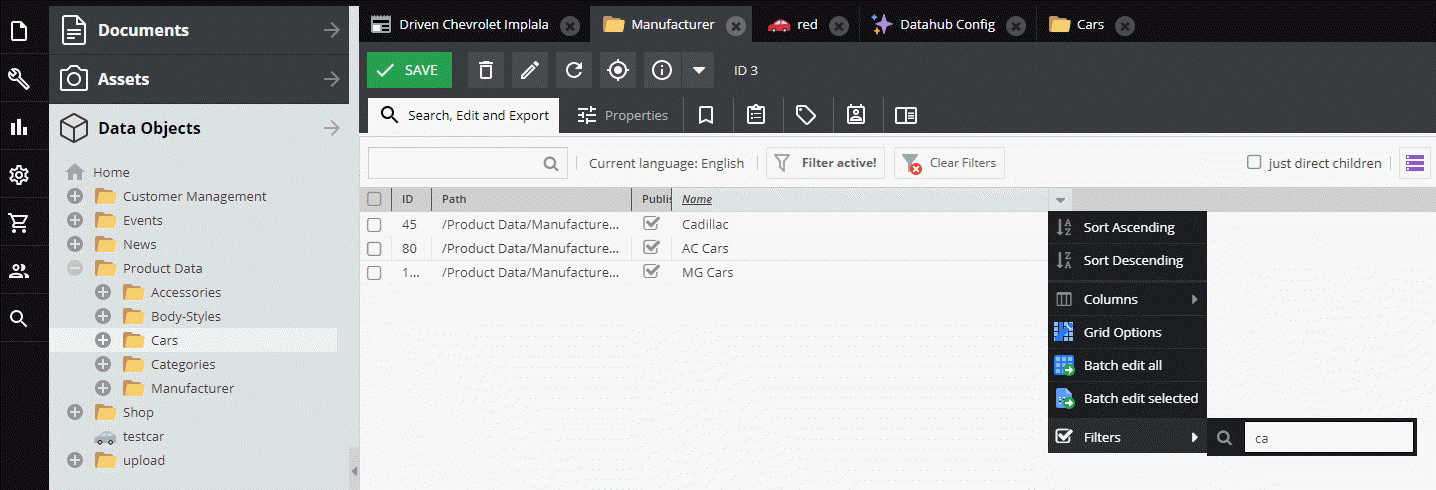 Documents
Assets
Data Objects
Home
Customer Management
Events
News
Product Data
Accessories
Body-Styles
Cars
Categories
Manufacturer
Shop
testcar
upload
Driven Chevrolet Implala
Manufacturer
red
Datahub Config
Cars
SAVE
ID 3
Search, Edit and Export
Properties
Current language: English
Filter active!
Clear Filters
just direct children
ID Path Publis Name
45 /Product Data/Manufacture... Cadillac
80 /Product Data/Manufacture... AC Cars
1... /Product Data/Manufacture... MG Cars
Sort Ascending
Sort Descending
Columns
Grid Options
Batch edit all
Batch edit selected
Filters
ca